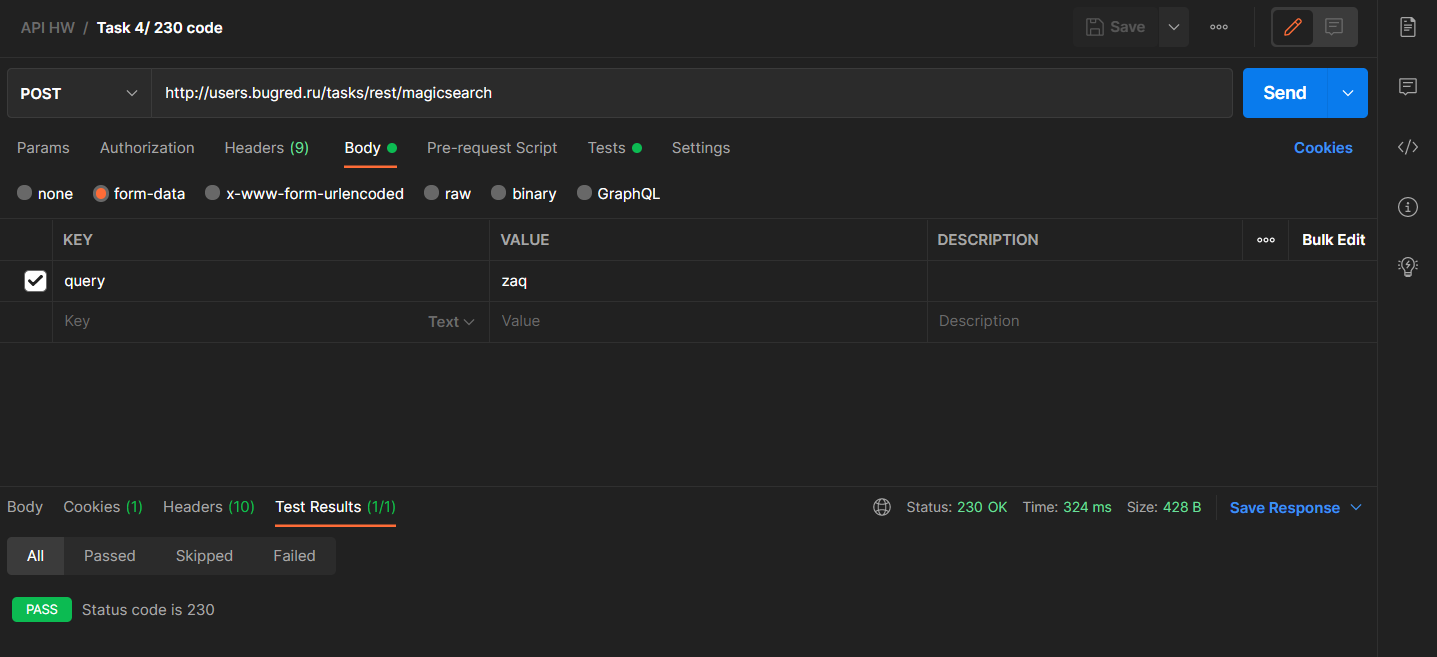 API HW / Task 4/ 230 code Save
POST http://users.bugred.ru/tasks/rest/magicsearch Send
Params Authorization Headers (9) Body Pre-request Script Tests Settings Cookies
none form-data x-www-form-urlencoded raw binary GraphQL
KEY VALUE DESCRIPTION Bulk Edit
query zaq
Key Text Value Description
Body Cookies (1) Headers (10) Test Results (1/1) Status: 230 OK Time: 324 ms Size: 428 B Save Response
All Passed Skipped Failed
PASS Status code is 230